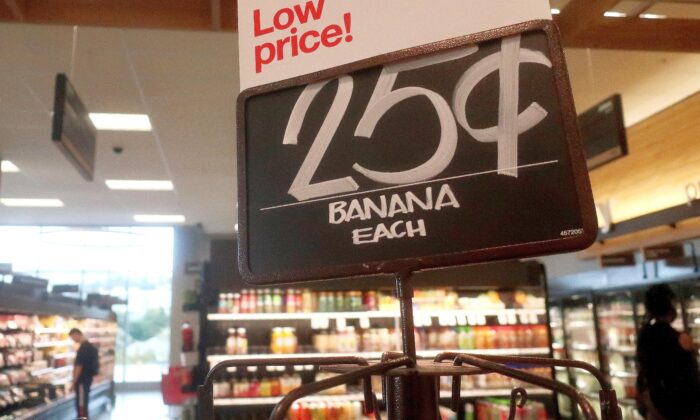 Low
price!
25¢
BANANA
EACH